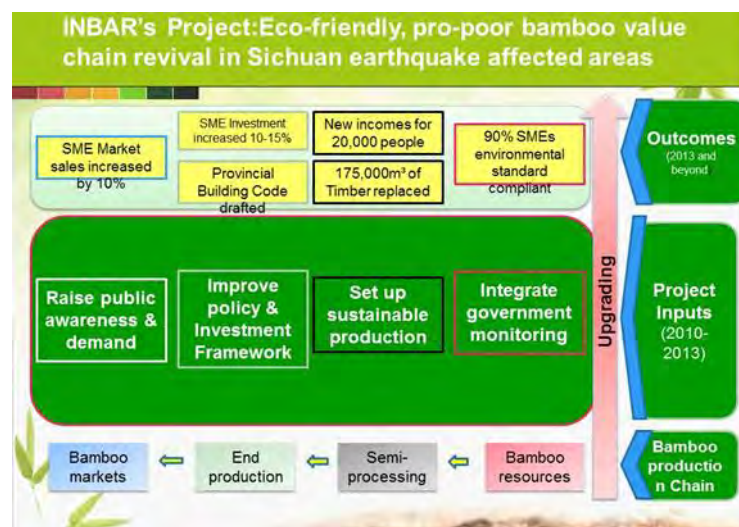 INBAR's Project:Eco-friendly, pro-poor bamboo value
chain revival in Sichuan earthquake affected areas
SME Market
sales increased
by 10%
SME Investment
increased 10-15%
Provincial
Building Code
drafted
New incomes for
20,000 people
175,000m³ of
Timber replaced
90% SMEs
environmental
standard
compliant
Outcomes
(2013 and
beyond
Raise public
awareness &
demand
Improve
policy &
Investment
Framework
Set up
sustainable
production
Integrate
government
monitoring
Upgrading
Project
Inputs
(2010-
2013)
Bamboo
markets
End
production
Semi-
processing
Bamboo
resources
Bamboo
productio
n Chain